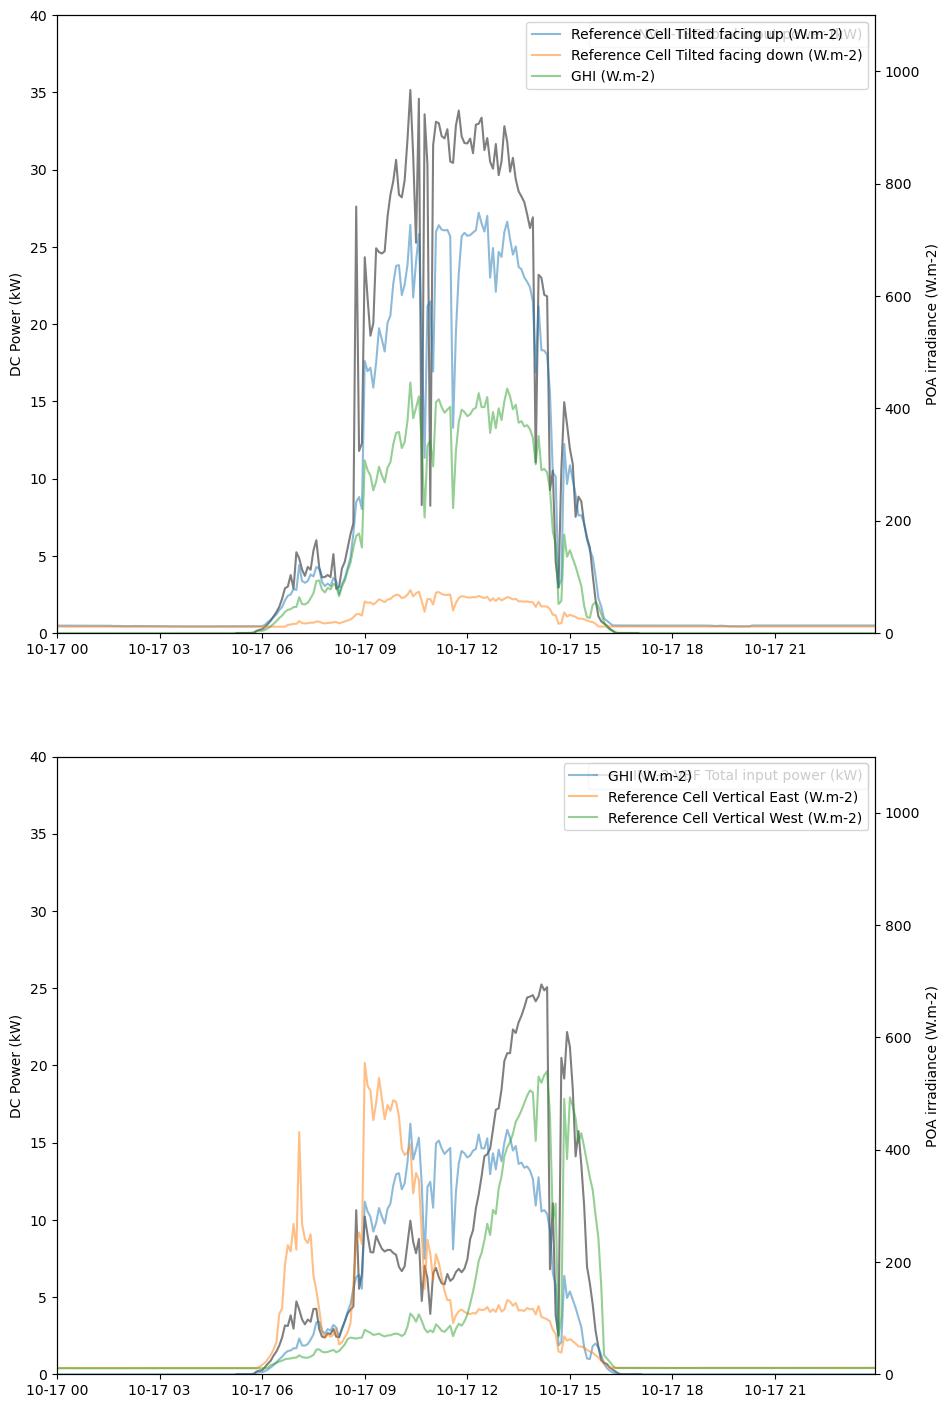 40
35
30
25
20
15
10
5
0
DC Power (kW)
Reference Cell Tilted facing up (W.m-2)
Reference Cell Tilted facing down (W.m-2)
GHI (W.m-2)
1000
800
600
400
200
0
POA irradiance (W.m-2)
10-17 00 10-17 03 10-17 06 10-17 09 10-17 12 10-17 15 10-17 18 10-17 21
40
35
30
25
20
15
10
5
0
DC Power (kW)
GHI (W.m-2) Total input power (kW)
Reference Cell Vertical East (W.m-2)
Reference Cell Vertical West (W.m-2)
1000
800
600
400
200
0
POA irradiance (W.m-2)
10-17 00 10-17 03 10-17 06 10-17 09 10-17 12 10-17 15 10-17 18 10-17 21